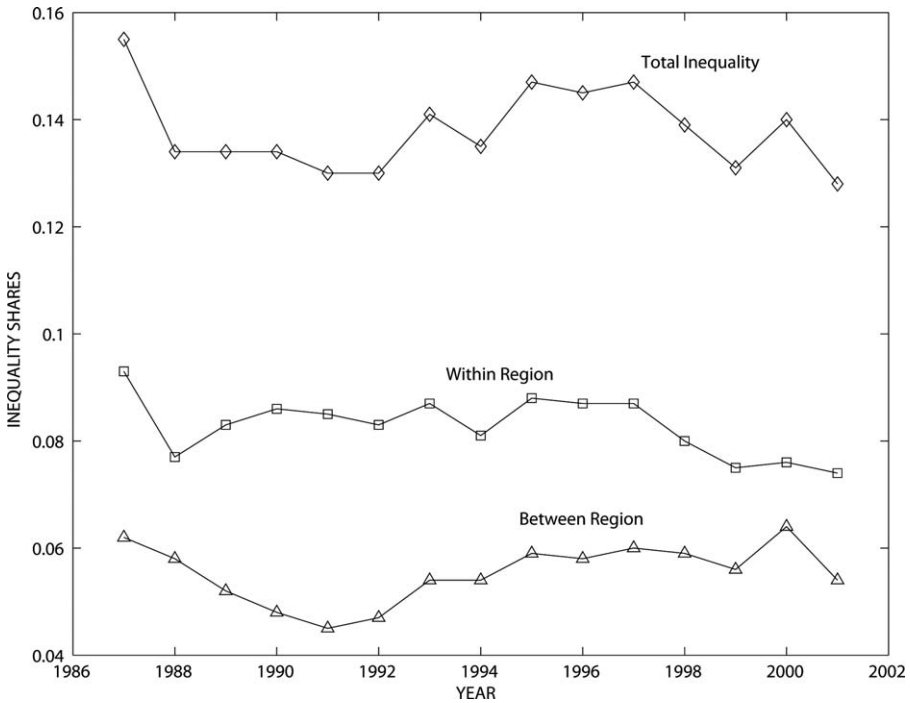 0.16
Total Inequality
0.14
0.12
INEQUALITY SHARES
0.1
Within Region
0.08
Between Region
0.06
0.04
1986 1988 1990 1992 1994 1996 1998 2000 2002
YEAR